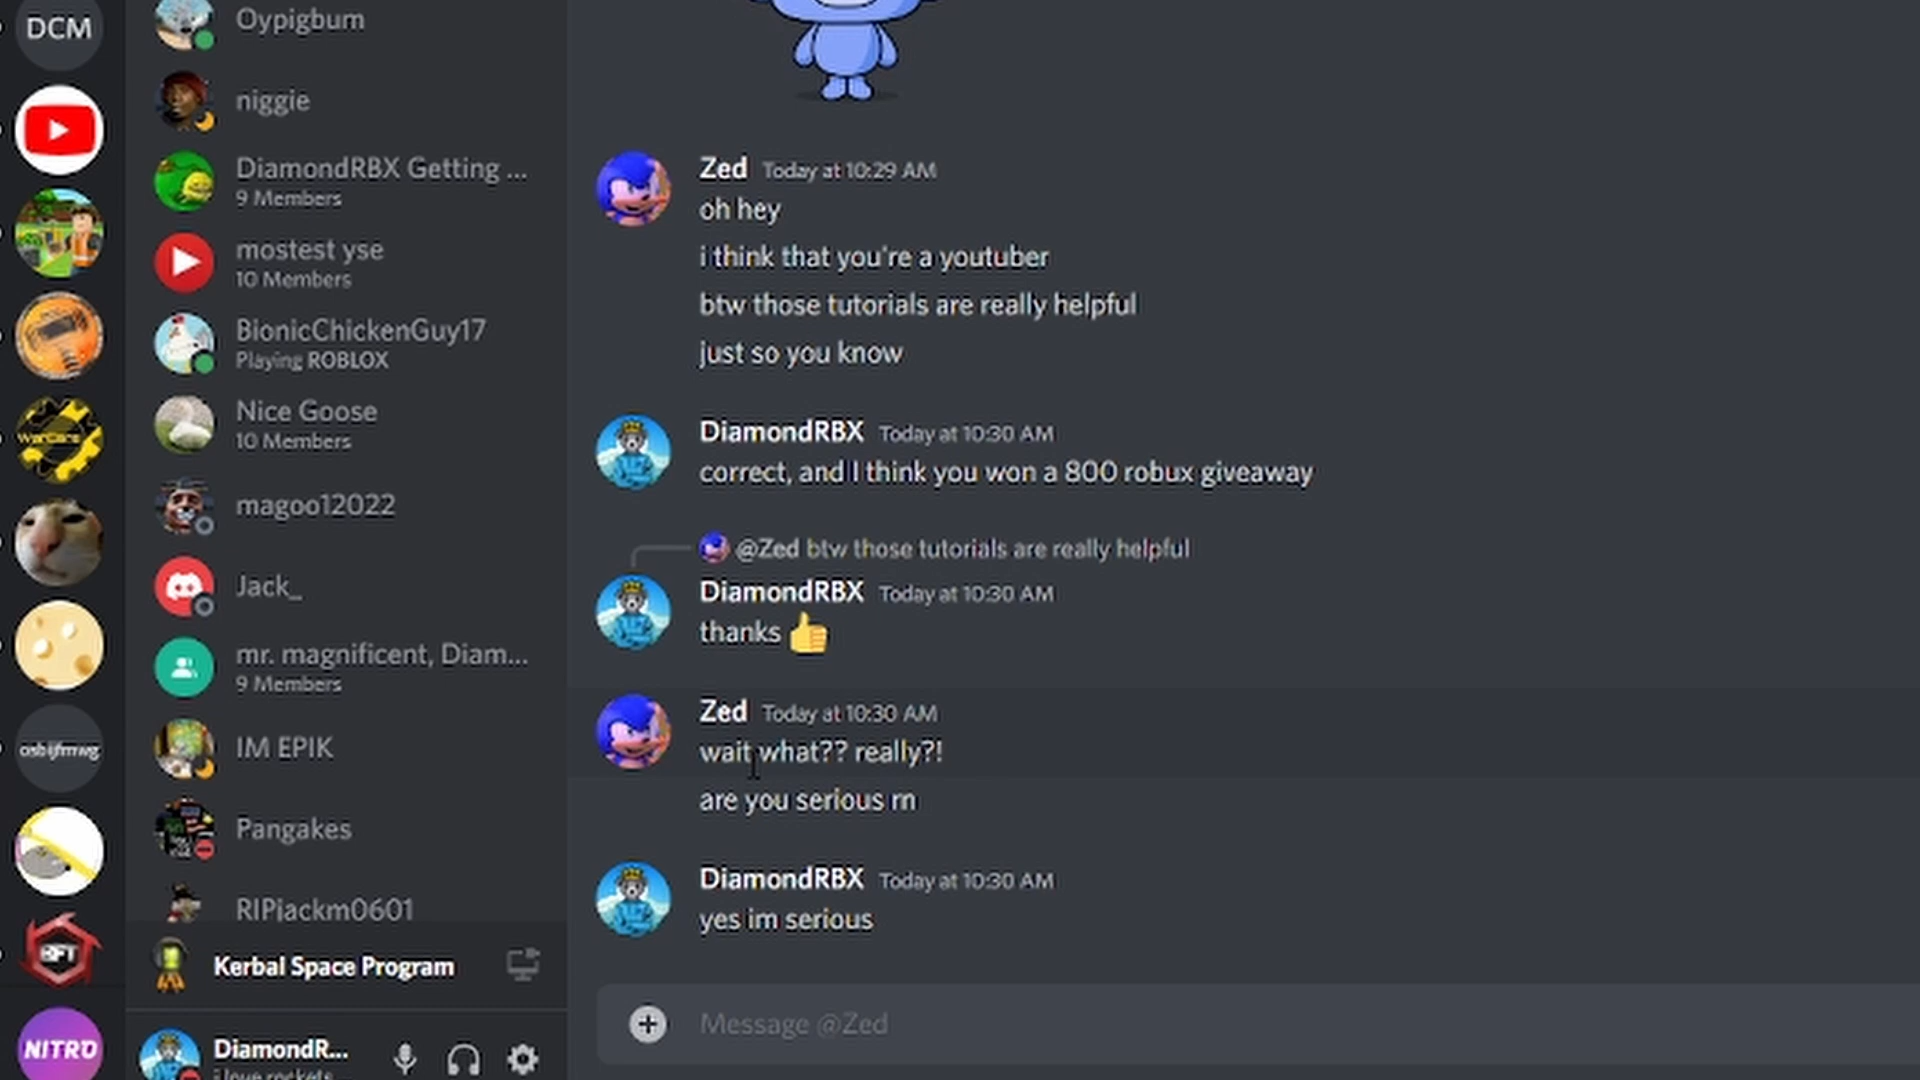 DCM
osbijfmwg
NITRO
Oypigbum
niggie
DiamondRBX Getting ...
9 Members
mostest yse
10 Members
BionicChickenGuy17
Playing ROBLOX
Nice Goose
10 Members
magoo12022
Jack_
mr. magnificent, Diam...
9 Members
IM EPIK
Pangakes
RIPjackm0601
Kerbal Space Program
DiamondR...
i love rockets
Zed Today at 10:29 AM
oh hey
i think that you're a youtuber
btw those tutorials are really helpful
just so you know
DiamondRBX Today at 10:30 AM
correct, and I think you won a 800 robux giveaway
@Zed btw those tutorials are really helpful
DiamondRBX Today at 10:30 AM
thanks 👍
Zed Today at 10:30 AM
wait what?? really?!
are you serious rn
DiamondRBX Today at 10:30 AM
yes im serious
Message @Zed